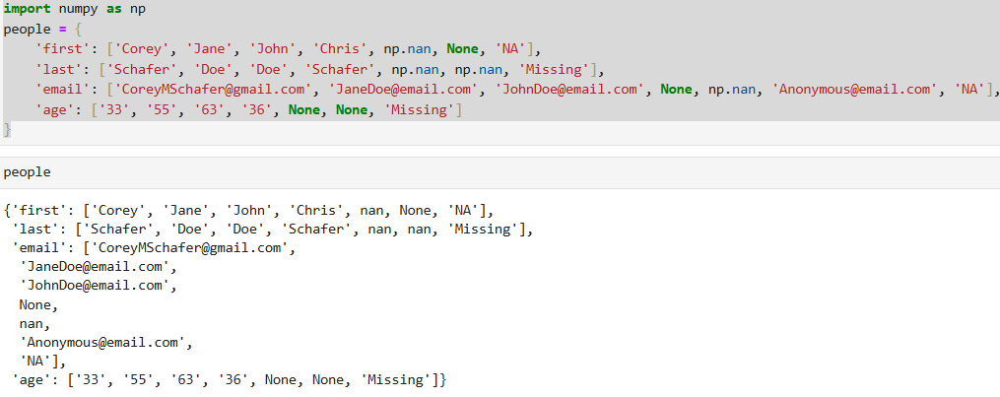 import numpy as np
people = {
    'first': ['Corey', 'Jane', 'John', 'Chris', np.nan, None, 'NA'],
    'last': ['Schafer', 'Doe', 'Doe', 'Schafer', np.nan, np.nan, 'Missing'],
    'email': ['CoreyMSchafer@gmail.com', 'JaneDoe@email.com', 'JohnDoe@email.com', None, np.nan, 'Anonymous@email.com', 'NA'],
    'age': ['33', '55', '63', '36', None, None, 'Missing']
}
people
{'first': ['Corey', 'Jane', 'John', 'Chris', nan, None, 'NA'],
 'last': ['Schafer', 'Doe', 'Doe', 'Schafer', nan, nan, 'Missing'],
 'email': ['CoreyMSchafer@gmail.com',
  'JaneDoe@email.com',
  'JohnDoe@email.com',
  None,
  nan,
  'Anonymous@email.com',
  'NA'],
 'age': ['33', '55', '63', '36', None, None, 'Missing']}